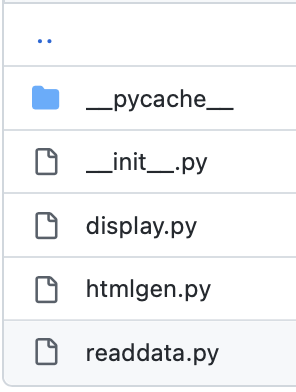 ..
__pycache__
__init__.py
display.py
htmlgen.py
readdata.py